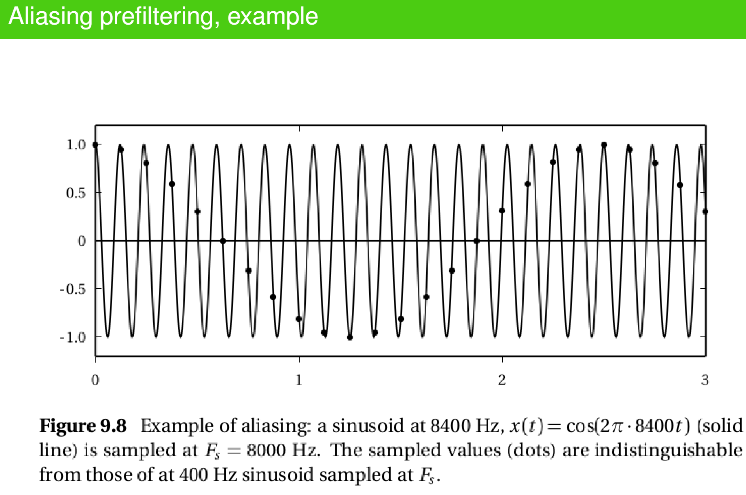 Aliasing prefiltering, example
1.0
0.5
0
-0.5
-1.0
0 1 2 3
Figure 9.8 Example of aliasing: a sinusoid at 8400 Hz, x(t) = cos(2π · 8400t) (solid
line) is sampled at Fs = 8000 Hz. The sampled values (dots) are indistinguishable
from those of at 400 Hz sinusoid sampled at Fs.